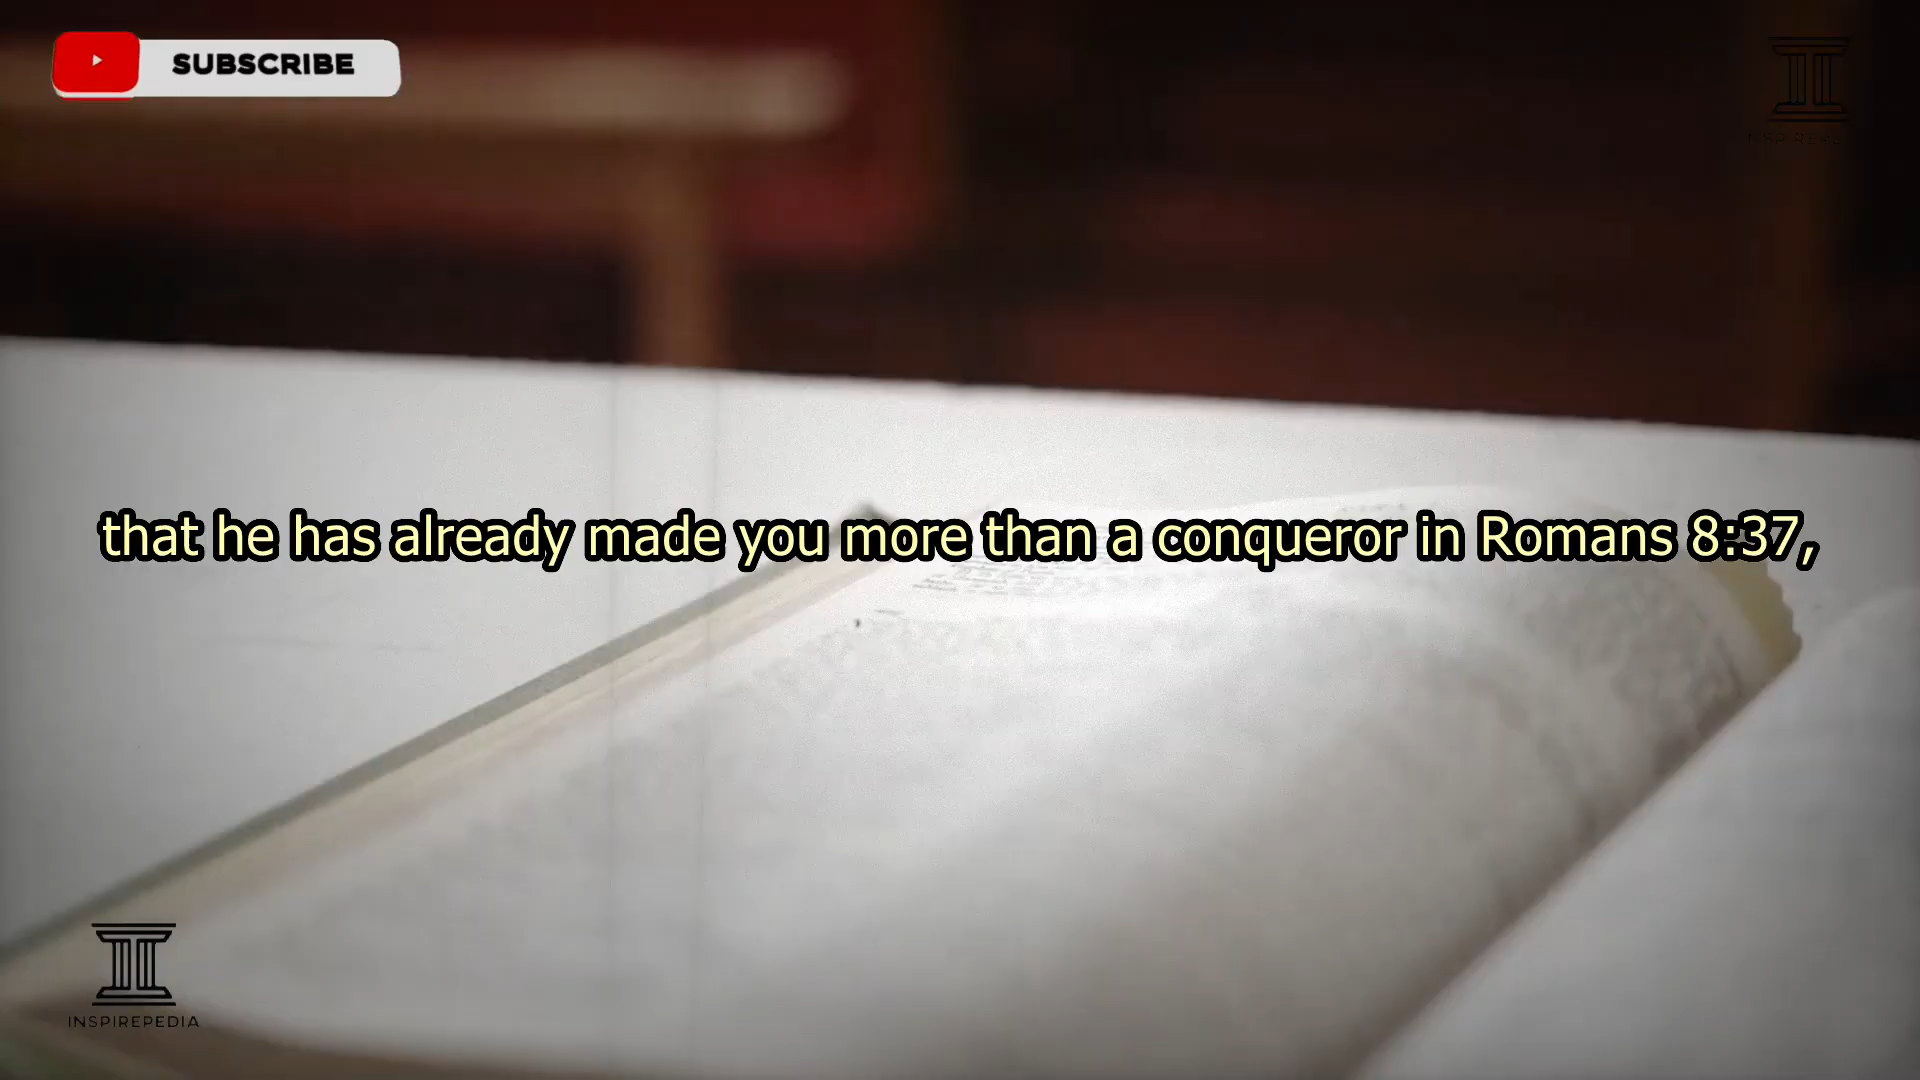 SUBSCRIBE
that he has already made you more than a conqueror in Romans 8:37,
INSPIREPEDIA